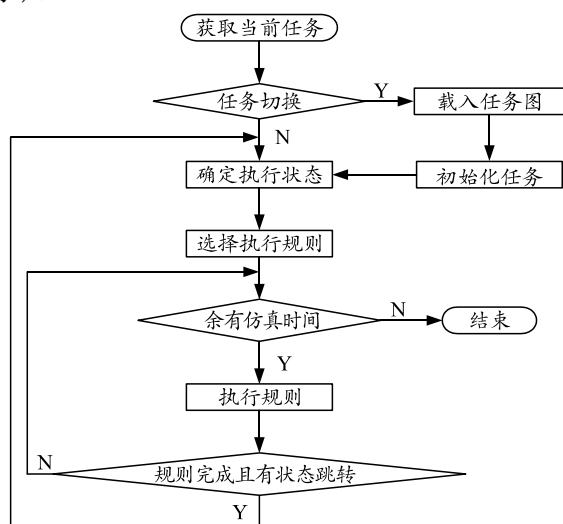 获取当前任务
任务切换
Y
载入任务图
N
确定执行状态
初始化任务
选择执行规则
余有仿真时间
N
结束
Y
执行规则
N
规则完成且有状态跳转
Y